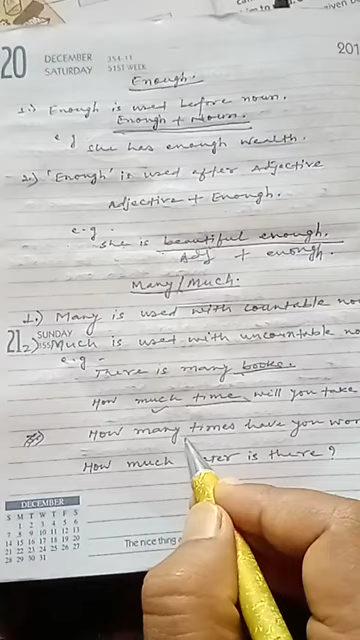 20 DECEMBER 354-11
SATURDAY 51ST WEEK
201
Enough.
1.) Enough is used before noun.
Enough + Noun.
e g She has enough wealth.
2.) 'Enough' is used after Adjective
Adjective + Enough.
e.g.
She is beautiful enough.
Adj + enough.
Many/Much.
1.) Many is used with countable no
21 SUNDAY
2) Much is used with uncountable no
e.g -
There is many books.
How much time will you take
How many times have you wor
How much ter is there?
DECEMBER
S M T W T F S
1 2 3 4 5 6
7 8 9 10 11 12 13
14 15 16 17 18 19 20
21 22 23 24 25 26 27
28 29 30 31
The nice thing